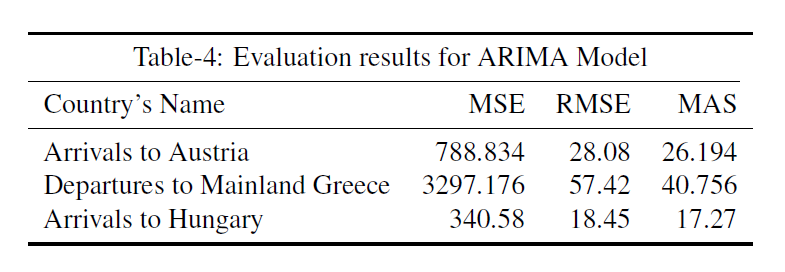 Table-4: Evaluation results for ARIMA Model
Country's Name MSE RMSE MAS
Arrivals to Austria 788.834 28.08 26.194
Departures to Mainland Greece 3297.176 57.42 40.756
Arrivals to Hungary 340.58 18.45 17.27